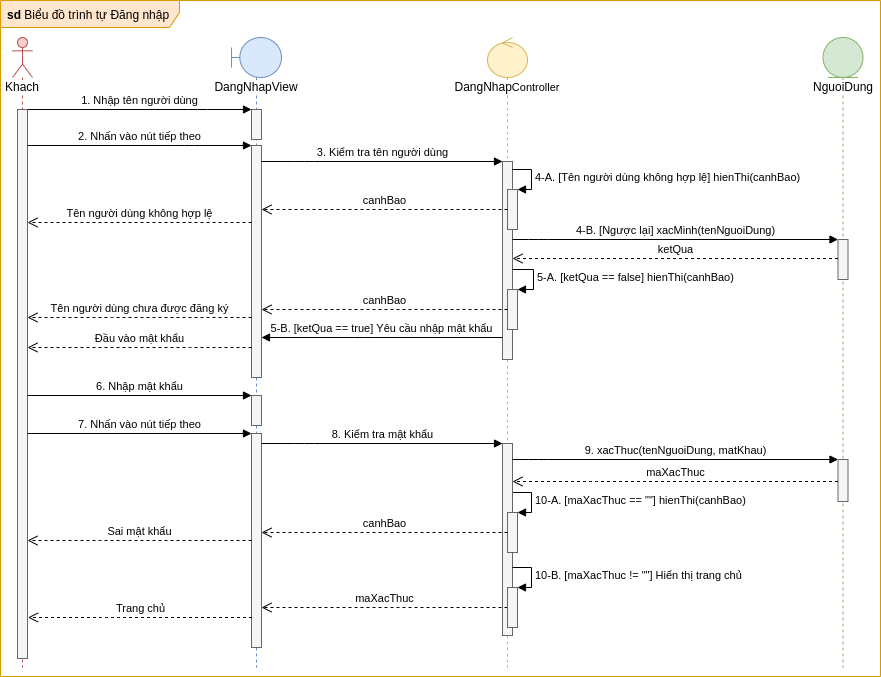 sd Biểu đồ trình tự Đăng nhập
Khach
DangNhapView
DangNhapController
NguoiDung
1. Nhập tên người dùng
2. Nhấn vào nút tiếp theo
3. Kiểm tra tên người dùng
4-A. [Tên người dùng không hợp lệ] hienThi(canhBao)
canhBao
Tên người dùng không hợp lệ
4-B. [Ngược lại] xacMinh(tenNguoiDung)
ketQua
5-A. [ketQua == false] hienThi(canhBao)
canhBao
Tên người dùng chưa được đăng ký
5-B. [ketQua == true] Yêu cầu nhập mật khẩu
Đầu vào mật khẩu
6. Nhập mật khẩu
7. Nhấn vào nút tiếp theo
8. Kiểm tra mật khẩu
9. xacThuc(tenNguoiDung, matKhau)
maXacThuc
10-A. [maXacThuc == ""] hienThi(canhBao)
canhBao
Sai mật khẩu
10-B. [maXacThuc != ""] Hiển thị trang chủ
maXacThuc
Trang chủ